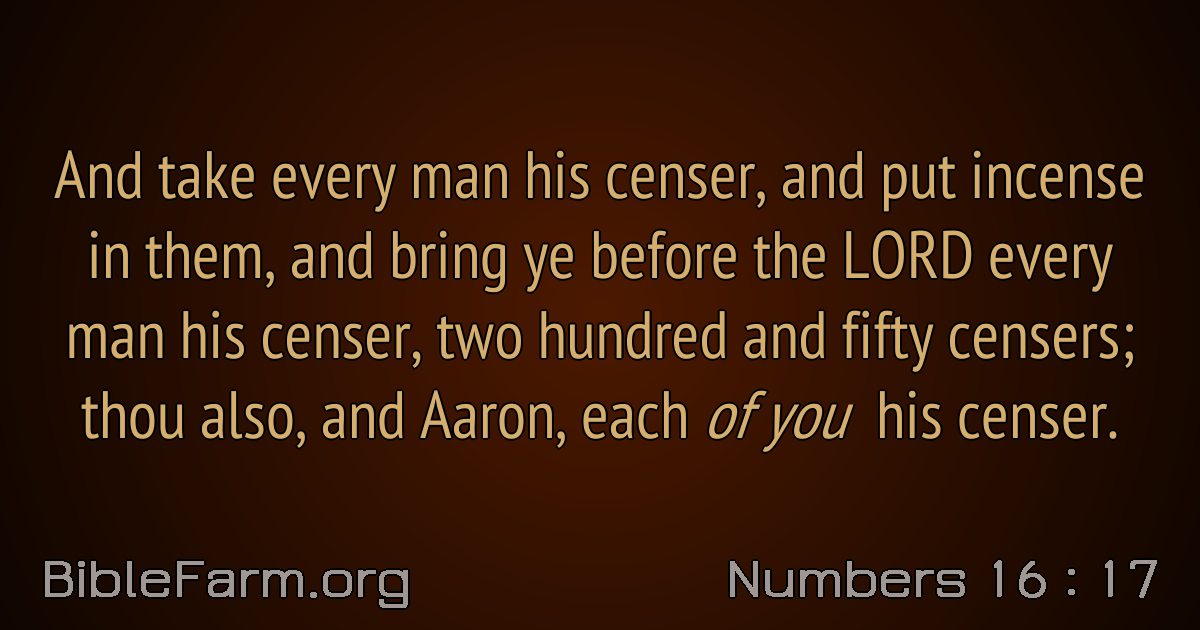 And take every man his censer, and put incense
in them, and bring ye before the LORD every
man his censer, two hundred and fifty censers;
thou also, and Aaron, each of you his censer.
BibleFarm.org
Numbers 16 : 17